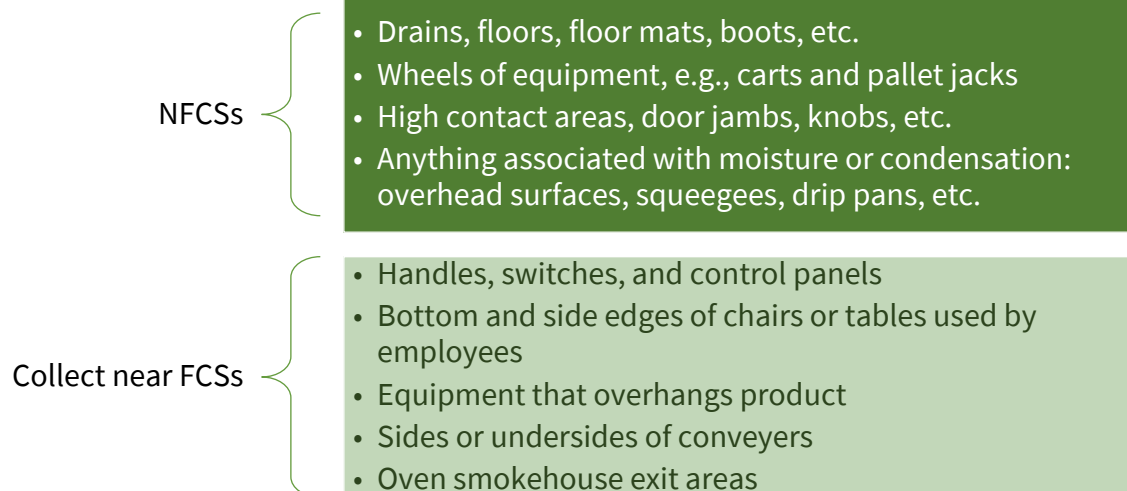 NFCSs
• Drains, floors, floor mats, boots, etc.
• Wheels of equipment, e.g., carts and pallet jacks
• High contact areas, door jambs, knobs, etc.
• Anything associated with moisture or condensation:
overhead surfaces, squeegees, drip pans, etc.
Collect near FCSs
• Handles, switches, and control panels
• Bottom and side edges of chairs or tables used by
employees
• Equipment that overhangs product
• Sides or undersides of conveyers
• Oven smokehouse exit areas